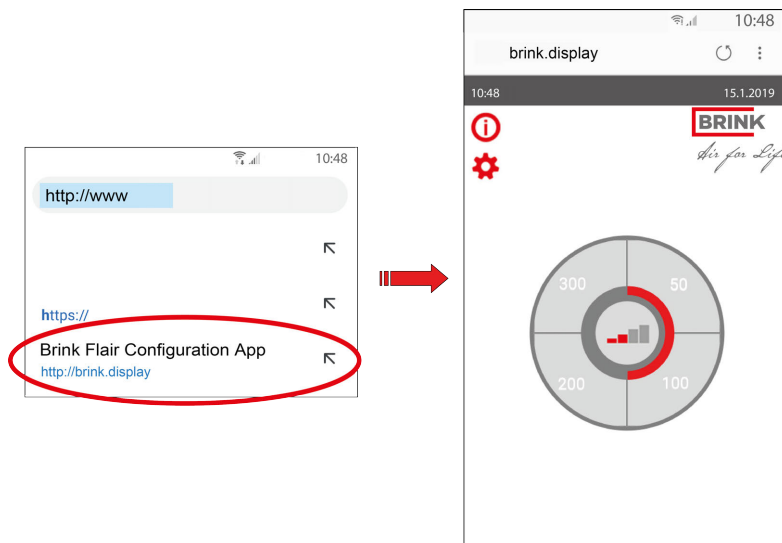 10:48
http://www
https://
Brink Flair Configuration App
http://brink.display
10:48
brink.display
10:48
15.1.2019
BRINK
Air for Life
300
50
200
100